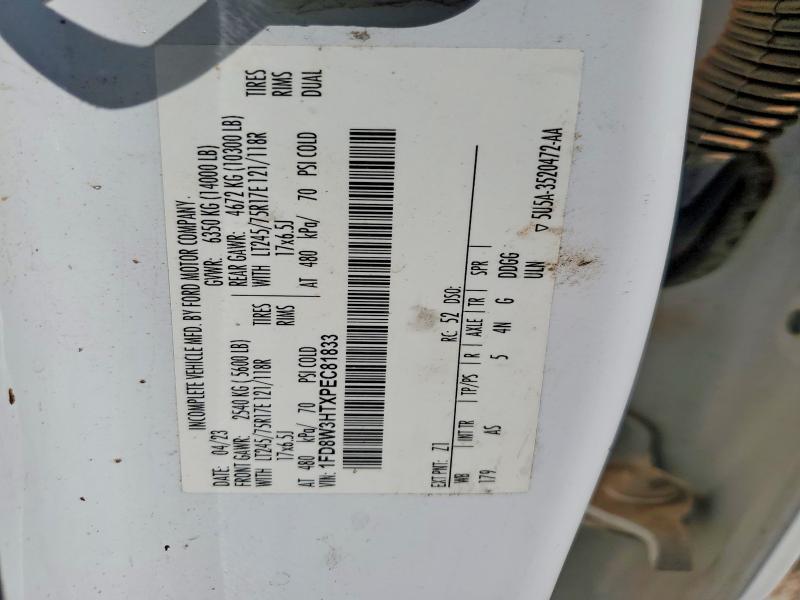 INCOMPLETE VEHICLE MFD. BY FORD MOTOR COMPANY
DATE: 04/23 GVWR: 6350 KG (14000 LB)
FRONT GAWR: 2540 KG (5600 LB) REAR GAWR: 4672 KG (10300 LB)
WITH LT245/75R17E 121/118R TIRES WITH LT245/75R17E 121/118R TIRES
17x6.5J RIMS 17x6.5J RIMS
AT 480 kPa/ 70 PSI COLD AT 480 kPa/ 70 PSI COLD DUAL
VIN: 1FD8W3HTXPEC81833
EXT PNT: Z1 RC: 52 DSO:
WB INT TR TP/PS R AXLE TR SPR
179 AS 5 4N G DDGG
ULN
▽ 5U5A-3520472-AA